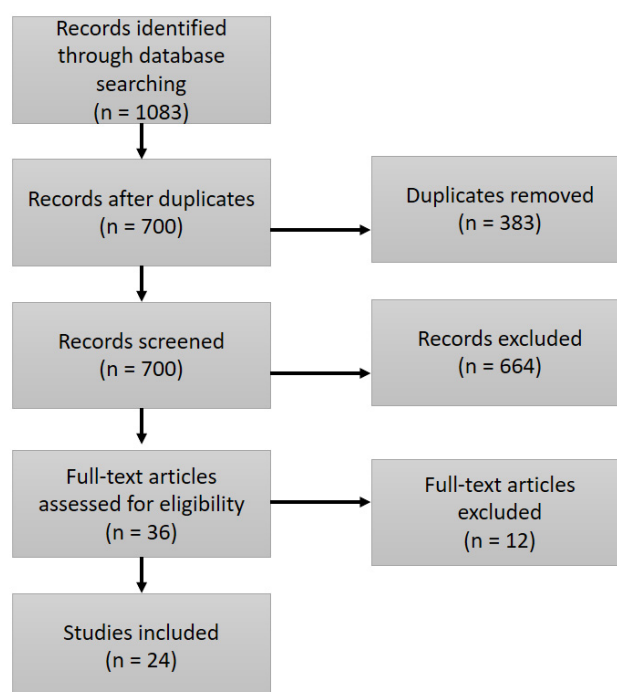 Records identified
through database
searching
(n = 1083)
Records after duplicates
(n = 700)
Duplicates removed
(n = 383)
Records screened
(n = 700)
Records excluded
(n = 664)
Full-text articles
assessed for eligibility
(n = 36)
Full-text articles
excluded
(n = 12)
Studies included
(n = 24)